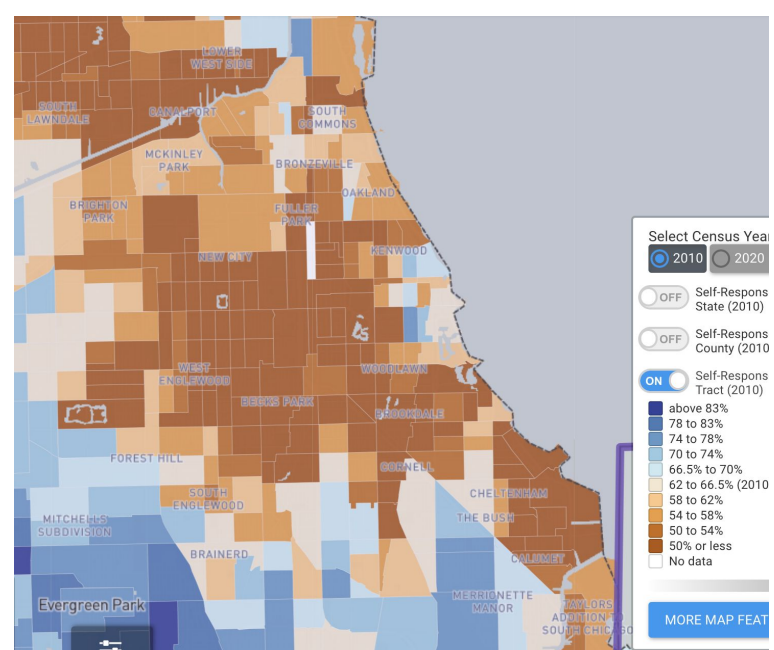 LOWER
WEST SIDE
SOUTH
LAWNDALE
CANALPORT
SOUTH
COMMONS
MCKINLEY
PARK
BRONZEVILLE
OAKLAND
BRIGHTON
PARK
FULLER
PARK
KENWOOD
NEW CITY
WEST
ENGLEWOOD
WOODLAWN
BECKS PARK
BROOKDALE
FOREST HILL
CORNELL
SOUTH
ENGLEWOOD
CHELTENHAM
MITCHELLS
SUBDIVISION
THE BUSH
BRAINERD
CALUMET
Evergreen Park
MERRIONETTE
MANOR
TAYLORS
ADDITION TO
SOUTH CHICAGO
Select Census Year
2010
2020
OFF
Self-Respons
State (2010)
OFF
Self-Respons
County (2010
ON
Self-Respons
Tract (2010)
above 83%
78 to 83%
74 to 78%
70 to 74%
66.5% to 70%
62 to 66.5% (2010
58 to 62%
54 to 58%
50 to 54%
50% or less
No data
MORE MAP FEAT